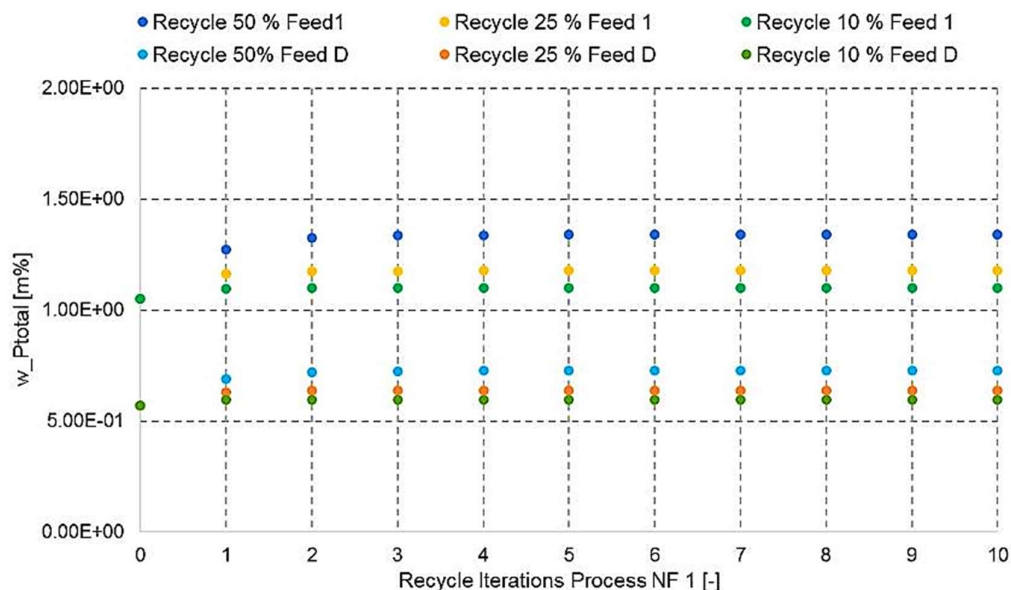 Recycle 50 % Feed1 Recycle 25 % Feed 1 Recycle 10 % Feed 1
Recycle 50% Feed D Recycle 25 % Feed D Recycle 10 % Feed D
2.00E+00
1.50E+00
1.00E+00
5.00E-01
0.00E+00
w_Ptotal [m%]
0 1 2 3 4 5 6 7 8 9 10
Recycle Iterations Process NF 1 [-]